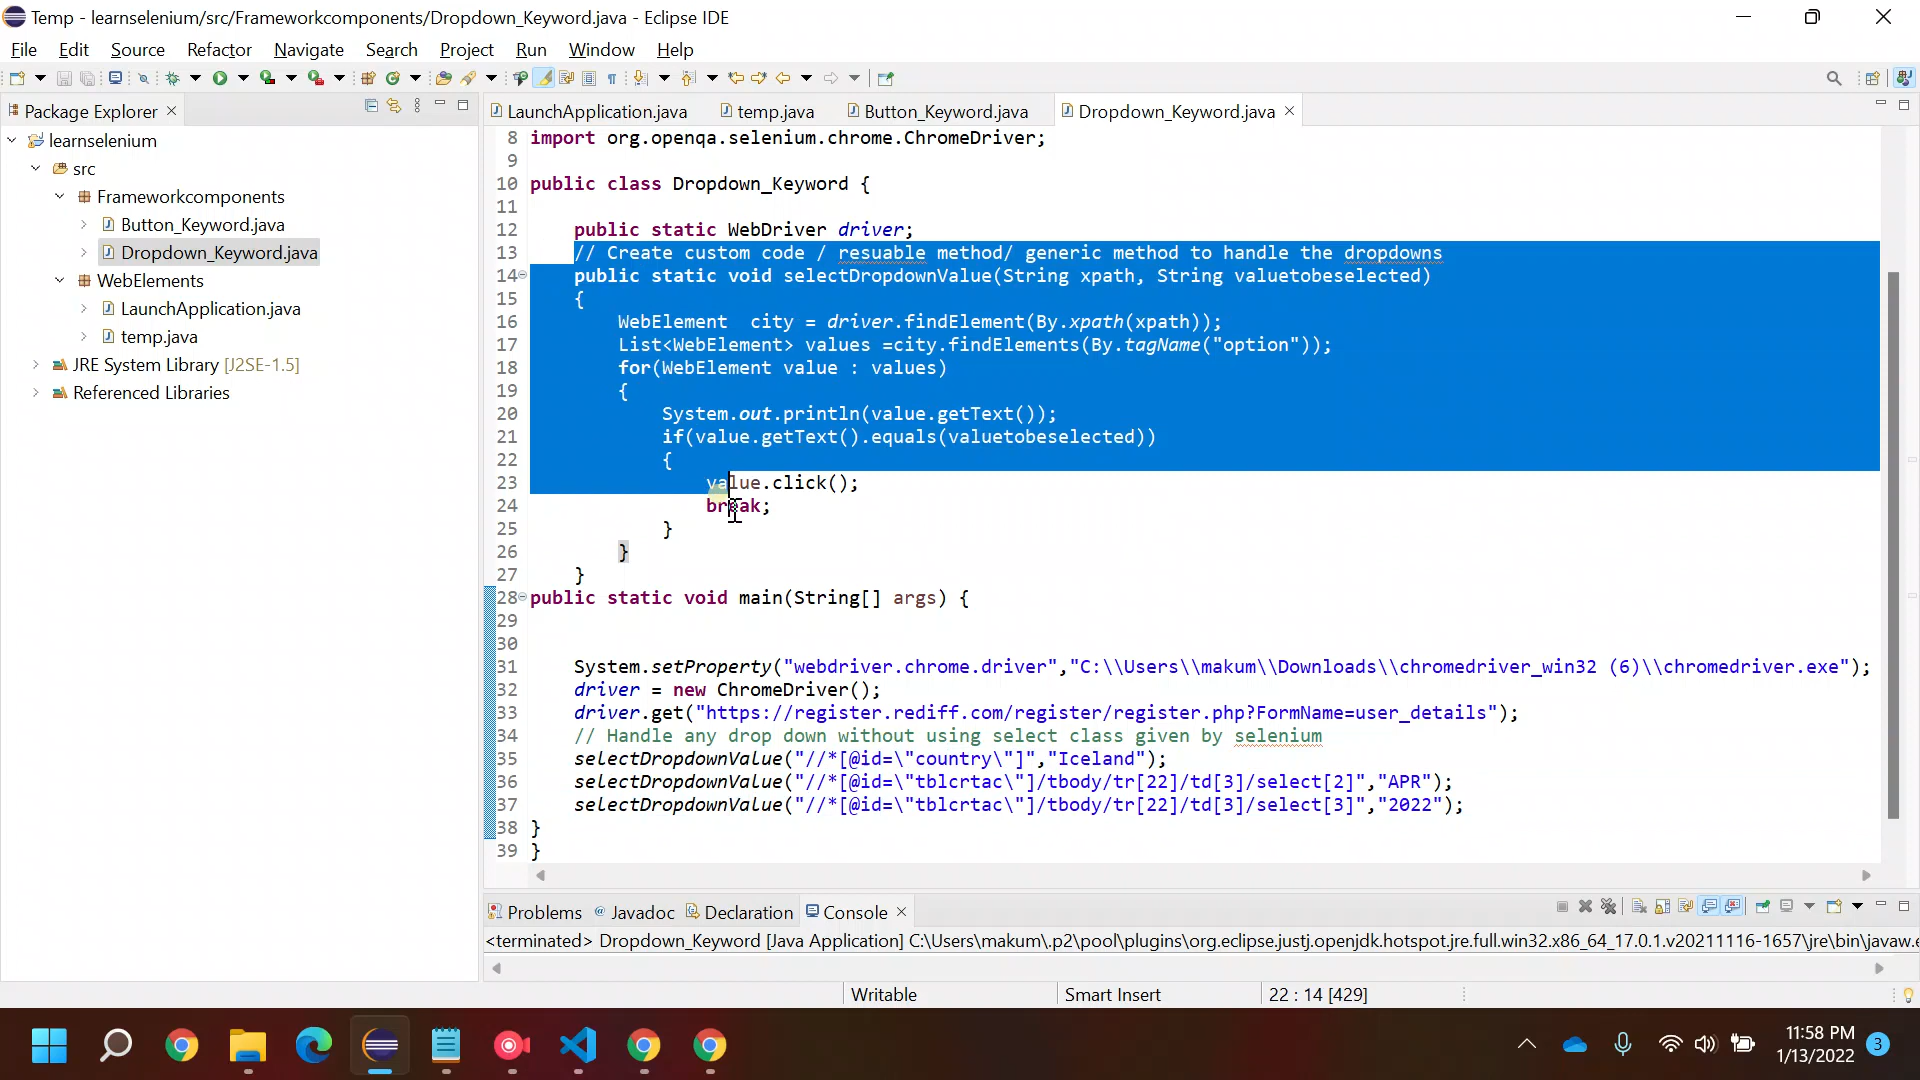 Temp - learnselenium/src/Frameworkcomponents/Dropdown_Keyword.java - Eclipse IDE
File Edit Source Refactor Navigate Search Project Run Window Help
Package Explorer
learnselenium
src
Frameworkcomponents
Button_Keyword.java
Dropdown_Keyword.java
WebElements
LaunchApplication.java
temp.java
JRE System Library [J2SE-1.5]
Referenced Libraries
LaunchApplication.java temp.java Button_Keyword.java Dropdown_Keyword.java
8 import org.openqa.selenium.chrome.ChromeDriver;
9
10 public class Dropdown_Keyword {
11
12 public static WebDriver driver;
13 // Create custom code / resuable method/ generic method to handle the dropdowns
14 public static void selectDropdownValue(String xpath, String valuetobeselected)
15 {
16 WebElement  city = driver.findElement(By.xpath(xpath));
17 List<WebElement> values =city.findElements(By.tagName("option"));
18 for(WebElement value : values)
19 {
20 System.out.println(value.getText());
21 if(value.getText().equals(valuetobeselected))
22 {
23 value.click();
24 break;
25 }
26 }
27 }
28 public static void main(String[] args) {
29
30
31 System.setProperty("webdriver.chrome.driver","C:\\Users\\makum\\Downloads\\chromedriver_win32 (6)\\chromedriver.exe");
32 driver = new ChromeDriver();
33 driver.get("https://register.rediff.com/register/register.php?FormName=user_details");
34 // Handle any drop down without using select class given by selenium
35 selectDropdownValue("//*[@id=\"country\"]","Iceland");
36 selectDropdownValue("//*[@id=\"tblcrtac\"]/tbody/tr[22]/td[3]/select[2]","APR");
37 selectDropdownValue("//*[@id=\"tblcrtac\"]/tbody/tr[22]/td[3]/select[3]","2022");
38 }
39 }
Problems Javadoc Declaration Console
<terminated> Dropdown_Keyword [Java Application] C:\Users\makum\.p2\pool\plugins\org.eclipse.justj.openjdk.hotspot.jre.full.win32.x86_64_17.0.1.v20211116-1657\jre\bin\javaw.e
Writable Smart Insert 22 : 14 [429]
11:58 PM
1/13/2022
3